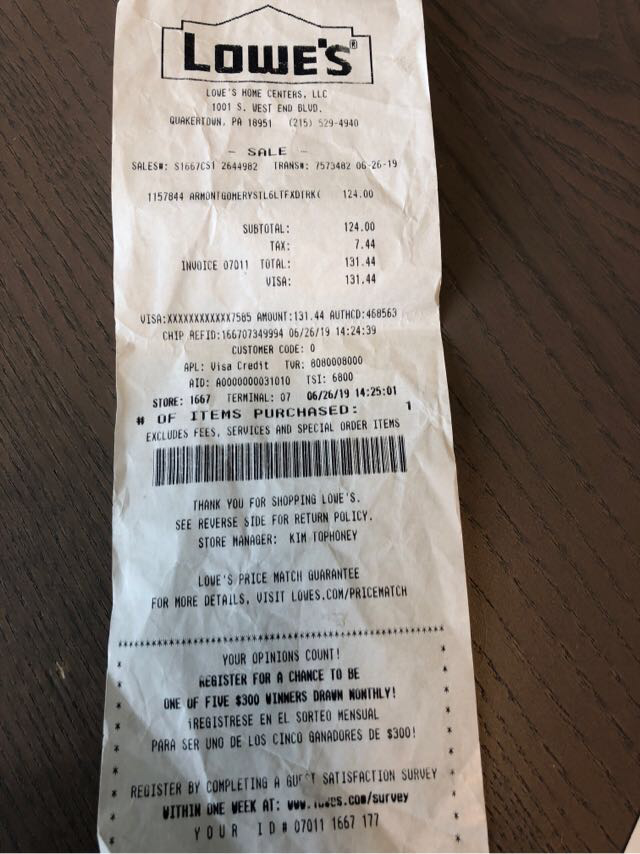 LOWE'S®
LOWE'S HOME CENTERS, LLC
1001 S. WEST END BLVD.
QUAKERTOWN, PA 18951 (215) 529-4940
- SALE -
SALES#: S1667CS1 2644982 TRANS#: 7573482 06-26-19
1157844 ARMONTGOMERYSTL6LTFXDTRK( 124.00
SUBTOTAL: 124.00
TAX: 7.44
INVOICE 07011 TOTAL: 131.44
VISA: 131.44
VISA:XXXXXXXXXXXX7585 AMOUNT:131.44 AUTHCD:468563
CHIP REFID:166707349994 06/26/19 14:24:39
CUSTOMER CODE: 0
APL: Visa Credit TVR: 8080008000
AID: A0000000031010 TSI: 6800
STORE: 1667 TERMINAL: 07 06/26/19 14:25:01
# OF ITEMS PURCHASED: 1
EXCLUDES FEES, SERVICES AND SPECIAL ORDER ITEMS
THANK YOU FOR SHOPPING LOWE'S.
SEE REVERSE SIDE FOR RETURN POLICY.
STORE MANAGER: KIM TOPHONEY
LOWE'S PRICE MATCH GUARANTEE
FOR MORE DETAILS, VISIT LOWES.COM/PRICEMATCH
YOUR OPINIONS COUNT!
REGISTER FOR A CHANCE TO BE
ONE OF FIVE $300 WINNERS DRAWN MONTHLY!
¡REGISTRESE EN EL SORTEO MENSUAL
PARA SER UNO DE LOS CINCO GANADORES DE $300!
REGISTER BY COMPLETING A GUEST SATISFACTION SURVEY
WITHIN ONE WEEK AT: www.lowes.com/survey
YOUR ID# 07011 1667 177